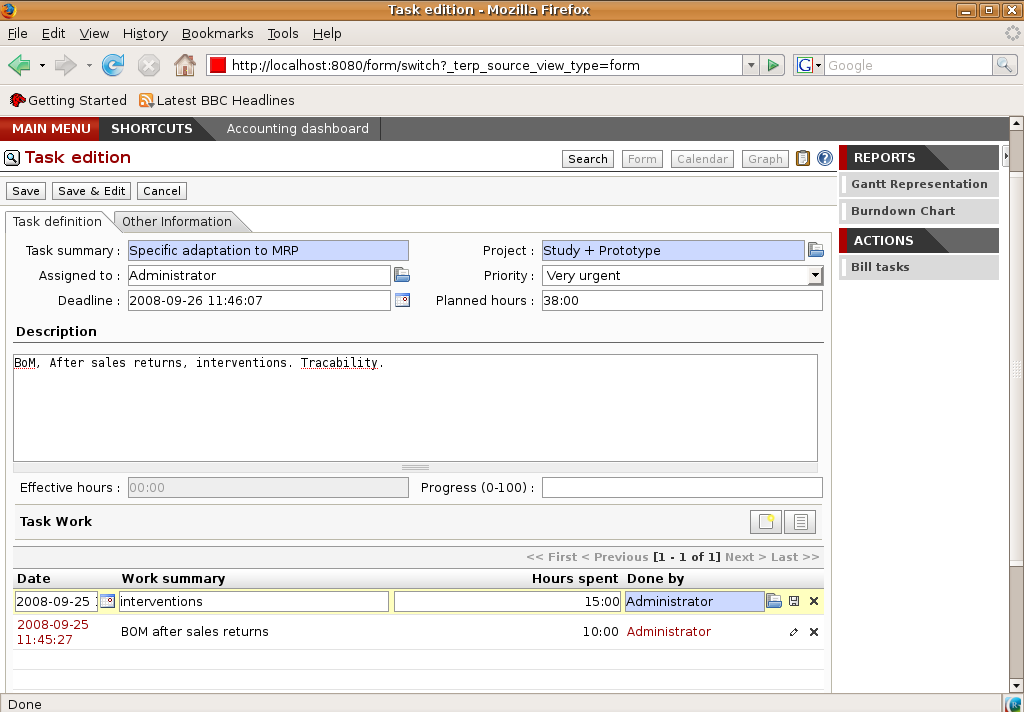 Task edition - Mozilla Firefox
File Edit View History Bookmarks Tools Help
http://localhost:8080/form/switch?_terp_source_view_type=form
G Google
Getting Started Latest BBC Headlines
MAIN MENU SHORTCUTS Accounting dashboard
Task edition Search Form Calendar Graph ?
REPORTS
Gantt Representation
Burndown Chart
ACTIONS
Bill tasks
Save Save & Edit Cancel
Task definition Other Information
Task summary : Specific adaptation to MRP Project : Study + Prototype
Assigned to : Administrator Priority : Very urgent
Deadline : 2008-09-26 11:46:07 Planned hours : 38:00
Description
BoM, After sales returns, interventions. Tracability.
Effective hours : 00:00 Progress (0-100) :
Task Work
<< First < Previous [1 - 1 of 1] Next > Last >>
Date Work summary Hours spent Done by
2008-09-25 interventions 15:00 Administrator
2008-09-25
11:45:27 BOM after sales returns 10:00 Administrator
Done